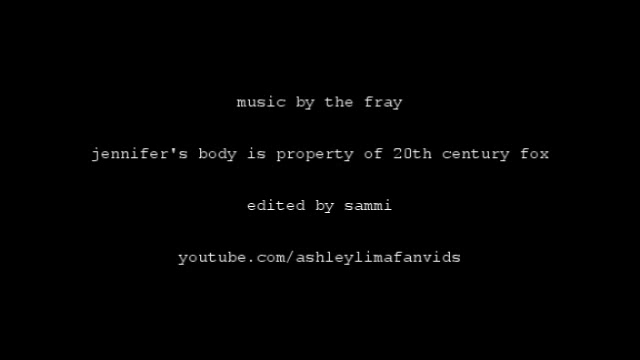 music by the fray
jennifer's body is property of 20th century fox
edited by sammi
youtube.com/ashleylimafanvids